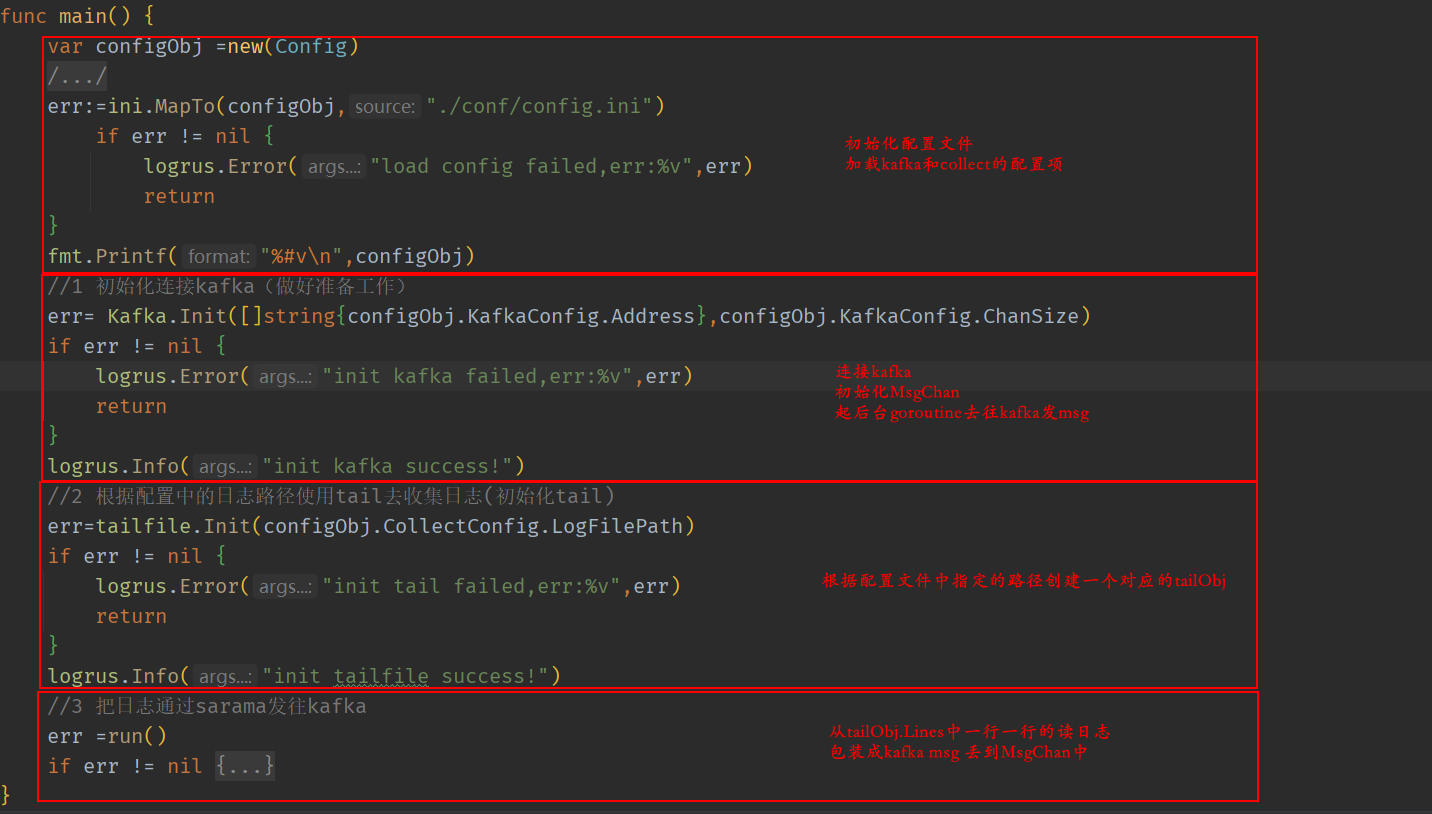 func main() {
var configObj =new(Config)
/.../
err:=ini.MapTo(configObj, source: "./conf/config.ini")
if err != nil {
初始化配置文件
logrus.Error( args...: "load config failed,err:%v",err)
加载kafka和collect的配置项
return
}
fmt.Printf( format: "%#v\n",configObj)
//1 初始化连接kafka（做好准备工作）
err= Kafka.Init([]string{configObj.KafkaConfig.Address},configObj.KafkaConfig.ChanSize)
if err != nil {
logrus.Error( args...: "init kafka failed,err:%v",err)
连接kafka
初始化MsgChan
return
起后台goroutine去往kafka发msg
}
logrus.Info( args...: "init kafka success!")
//2 根据配置中的日志路径使用tail去收集日志(初始化tail)
err=tailfile.Init(configObj.CollectConfig.LogFilePath)
if err != nil {
logrus.Error( args...: "init tail failed,err:%v",err)
根据配置文件中指定的路径创建一个对应的tailObj
return
}
logrus.Info( args...: "init tailfile success!")
//3 把日志通过sarama发往kafka
err =run()
从tailObj.Lines中一行一行的读日志
if err != nil {...}
包装成kafka msg 丢到MsgChan中
}